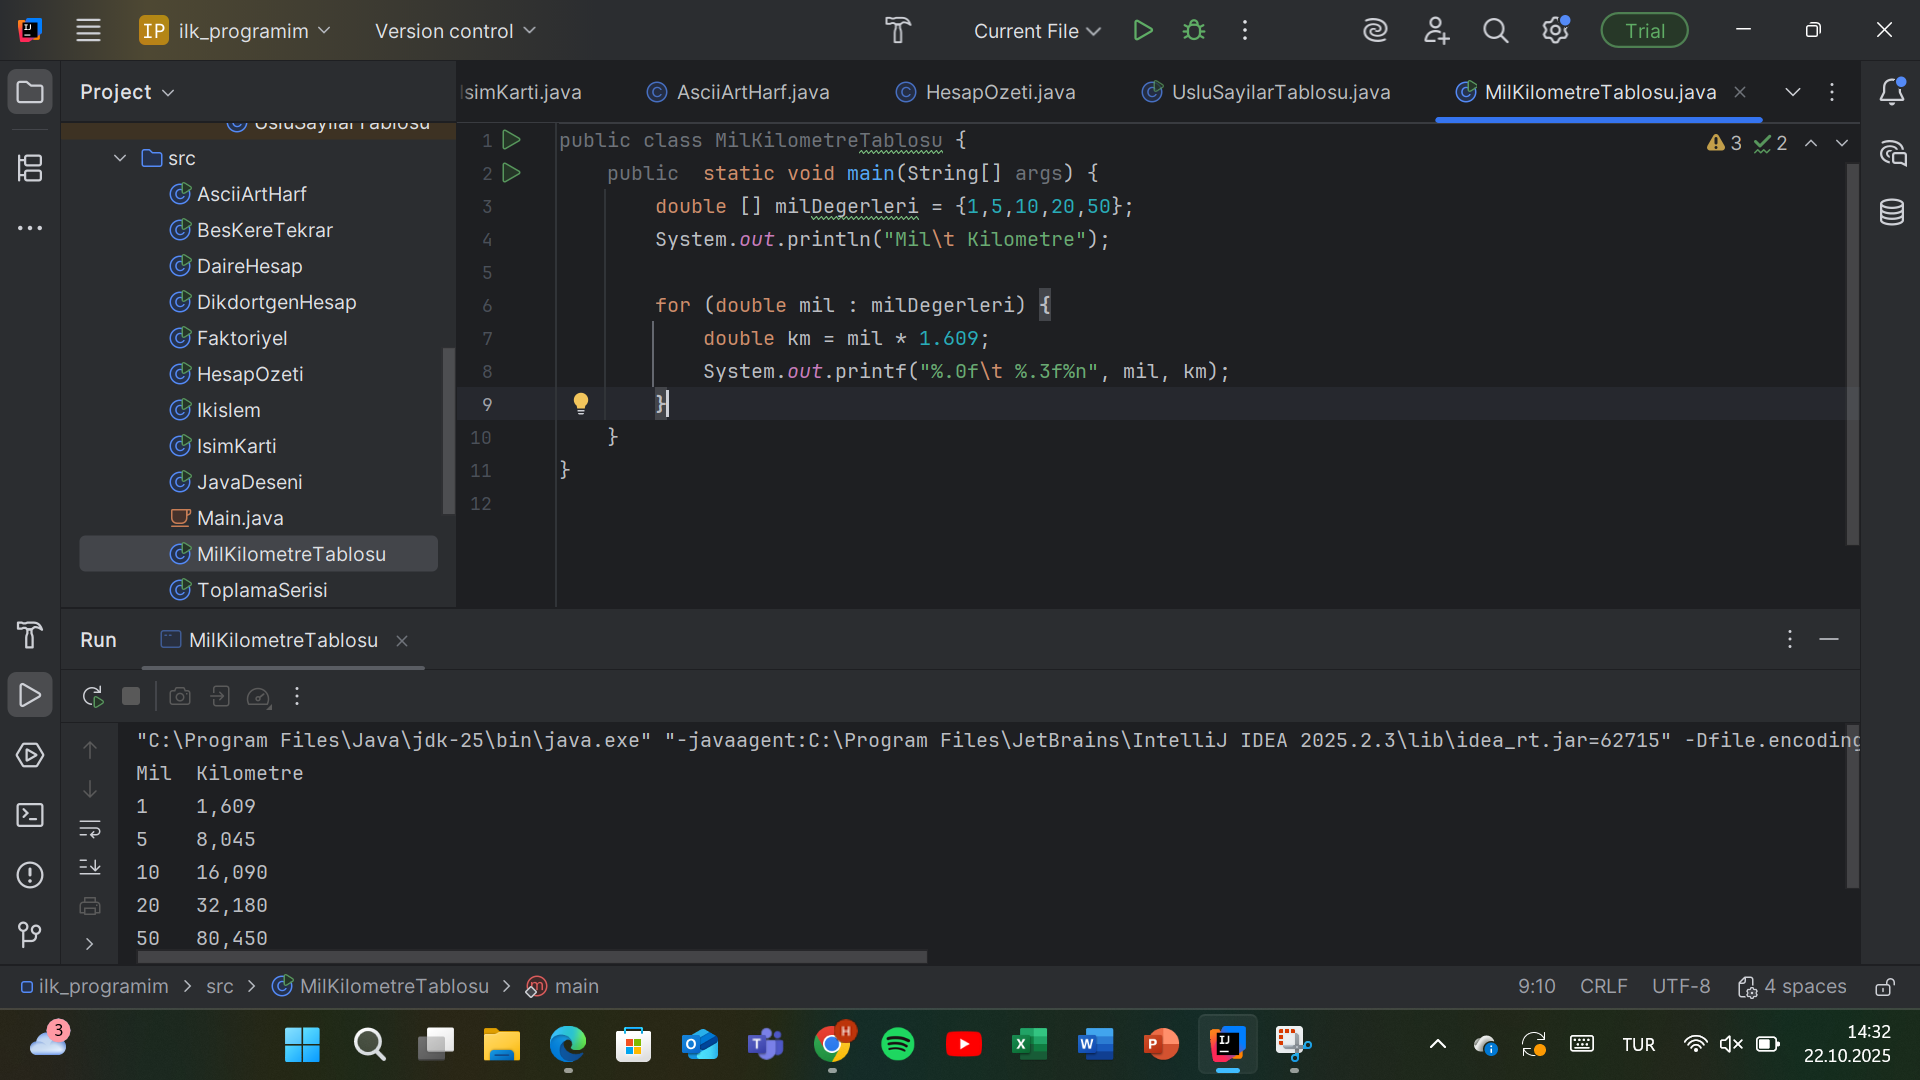 IP ilk_programim Version control Current File Trial
Project IsimKarti.java AsciiArtHarf.java HesapOzeti.java UsluSayilarTablosu.java MilKilometreTablosu.java
UsluSayilarTablosu
src
AsciiArtHarf
BesKereTekrar
DaireHesap
DikdortgenHesap
Faktoriyel
HesapOzeti
Ikislem
IsimKarti
JavaDeseni
Main.java
MilKilometreTablosu
ToplamaSerisi
3 2
1 public class MilKilometreTablosu {
2 public static void main(String[] args) {
3 double [] milDegerleri = {1,5,10,20,50};
4 System.out.println("Mil\t Kilometre");
5
6 for (double mil : milDegerleri) {
7 double km = mil * 1.609;
8 System.out.printf("%.0f\t %.3f%n", mil, km);
9 }
10 }
11 }
12
Run MilKilometreTablosu
"C:\Program Files\Java\jdk-25\bin\java.exe" "-javaagent:C:\Program Files\JetBrains\IntelliJ IDEA 2025.2.3\lib\idea_rt.jar=62715" -Dfile.encoding
Mil Kilometre
1 1,609
5 8,045
10 16,090
20 32,180
50 80,450
ilk_programim > src > MilKilometreTablosu > main 9:10 CRLF UTF-8 4 spaces
3 H TUR 14:32
22.10.2025